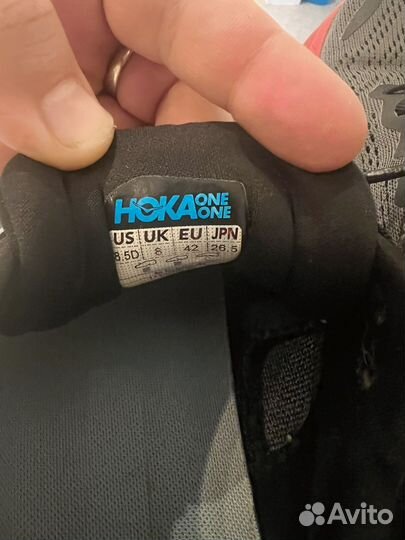 HOKA ONE ONE
US UK EU JPN
8.5D 8 42 26.5
Avito